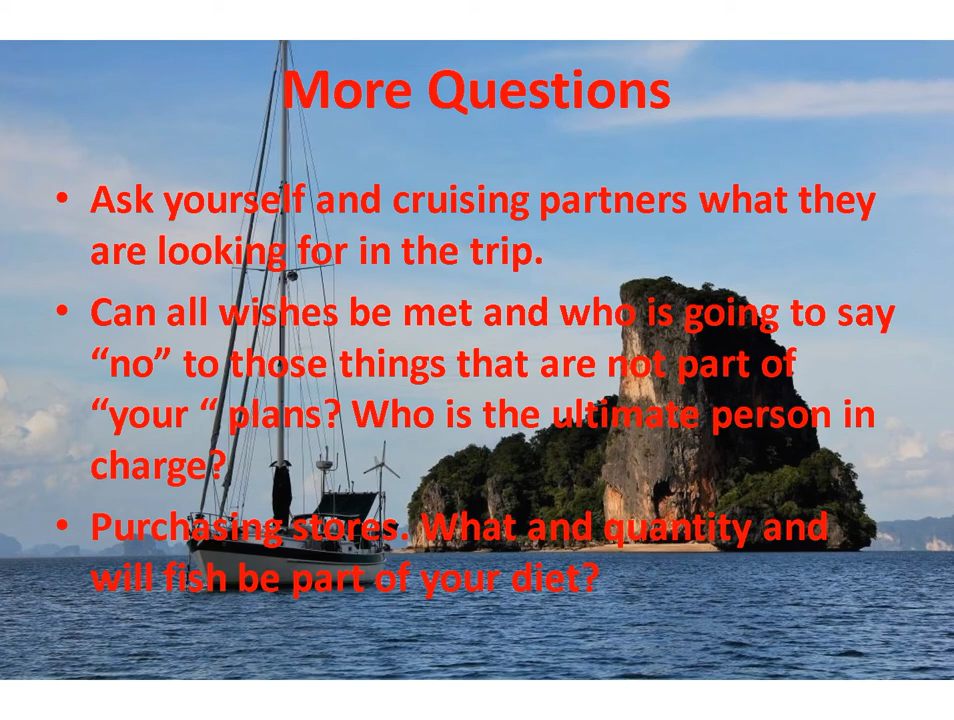 More Questions
• Ask yourself and cruising partners what they
are looking for in the trip.
• Can all wishes be met and who is going to say
“no” to those things that are not part of
“your “ plans? Who is the ultimate person in
charge?
• Purchasing stores. What and quantity and
will fish be part of your diet?